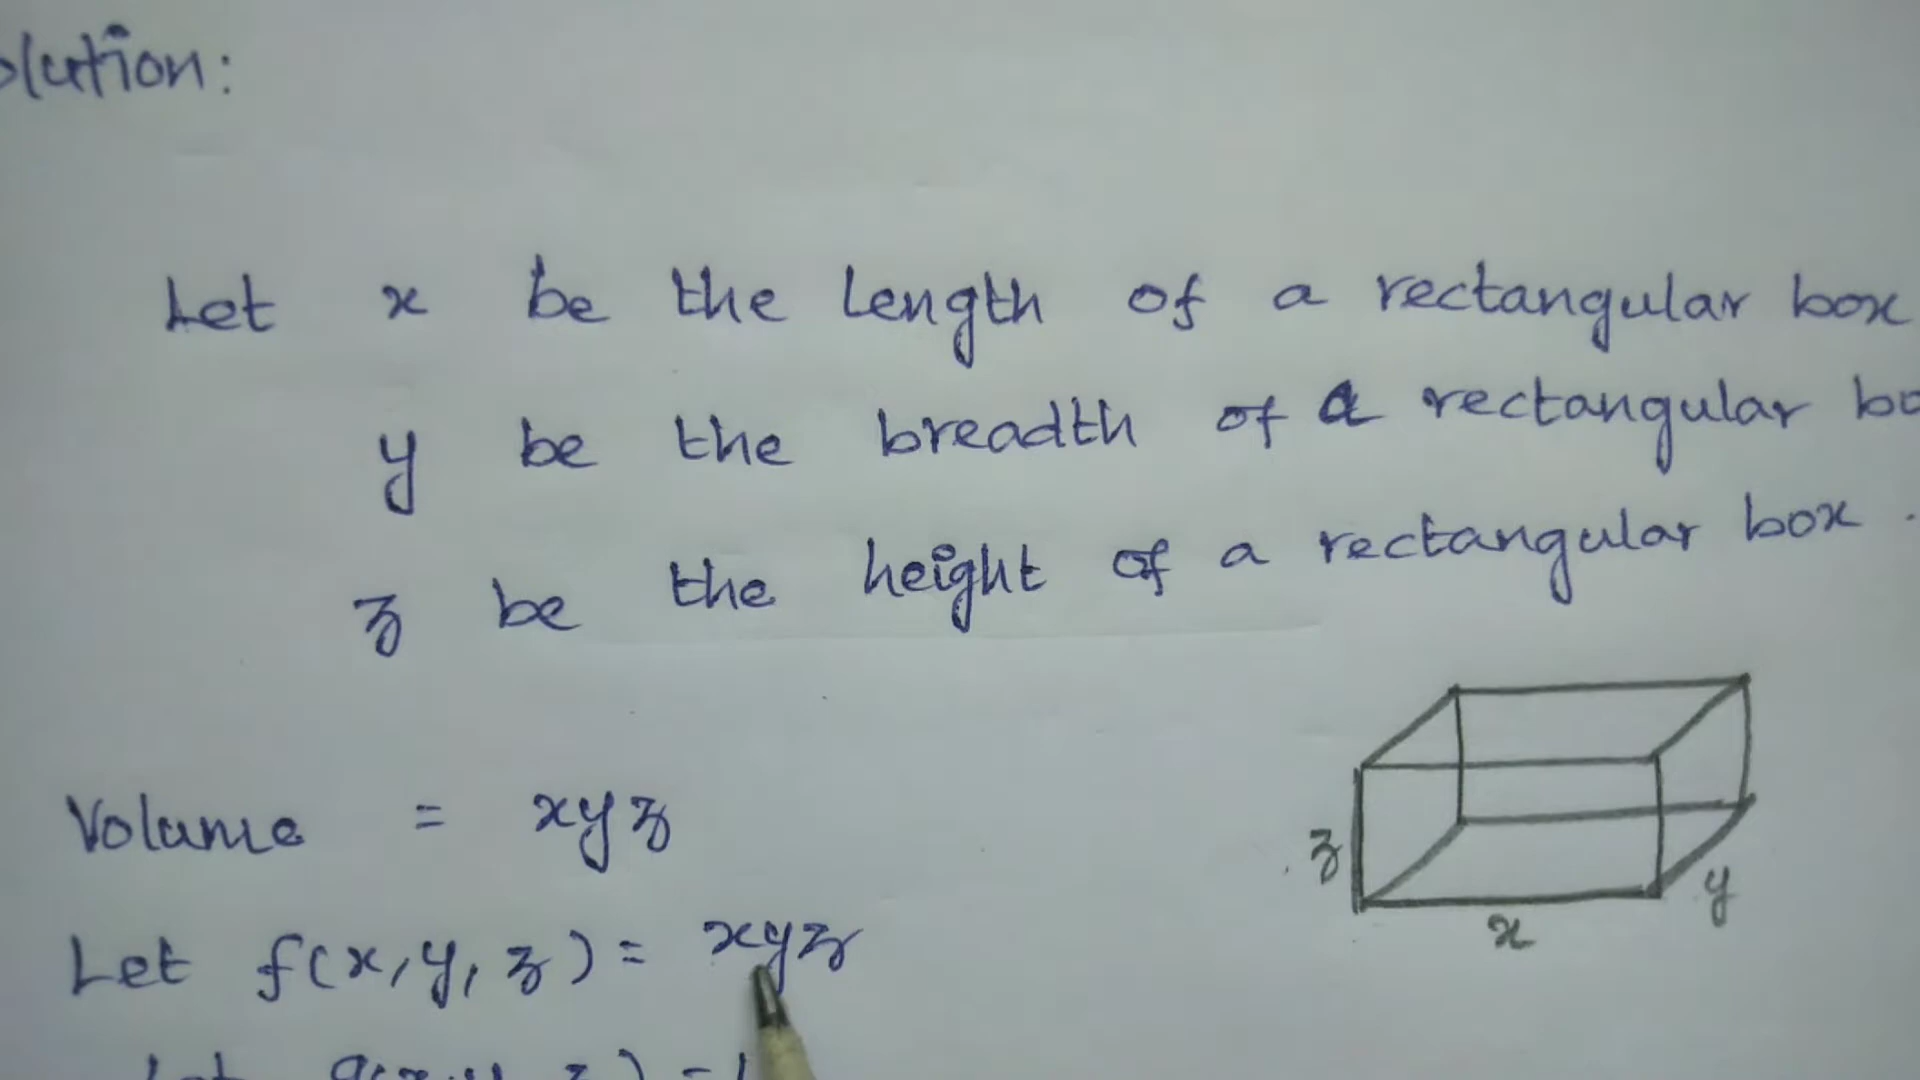 olution:
Let x be the length of a rectangular box
y be the breadth of a rectangular bo
z be the height of a rectangular box .
Volume = xyz
Let f(x,y,z) = xyz
z
y
x